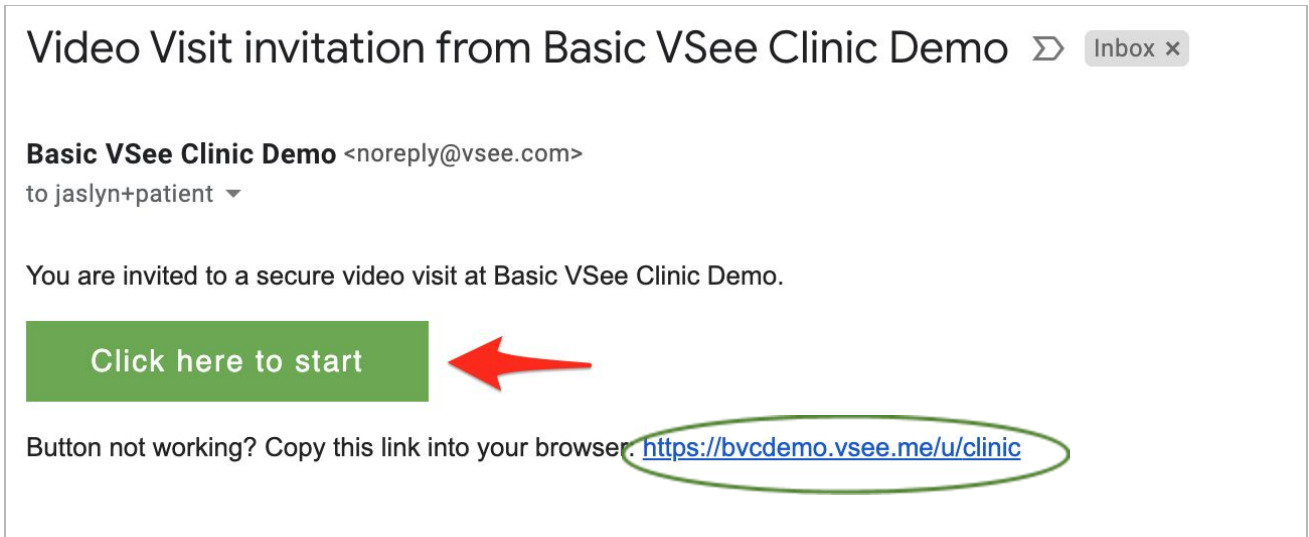 Video Visit invitation from Basic VSee Clinic Demo Inbox ×
Basic VSee Clinic Demo <noreply@vsee.com>
to jaslyn+patient
You are invited to a secure video visit at Basic VSee Clinic Demo.
Click here to start
Button not working? Copy this link into your browser: https://bvcdemo.vsee.me/u/clinic